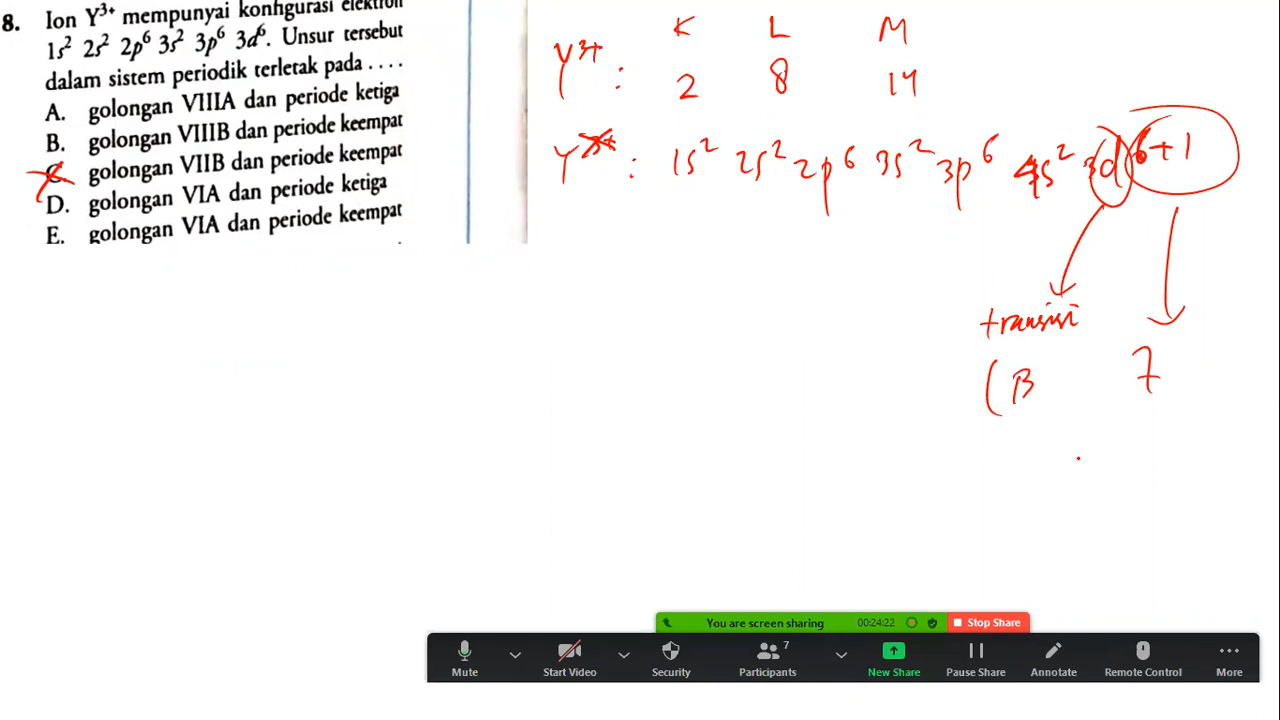 8. Ion Y³⁺ mempunyai konfigurasi elektron
1s² 2s² 2p⁶ 3s² 3p⁶ 3d⁶. Unsur tersebut
dalam sistem periodik terletak pada . . . .
A. golongan VIIIA dan periode ketiga
B. golongan VIIIB dan periode keempat
C. golongan VIIB dan periode keempat
D. golongan VIA dan periode ketiga
E. golongan VIA dan periode keempat
K L M
Y³⁺ : 2 8 14
Y³⁺ : 1s² 2s² 2p⁶ 3s² 3p⁶ 4s² 3d⁶⁺¹
transisi
(B 7
You are screen sharing 00:24:22 Stop Share
7
Mute Start Video Security Participants New Share Pause Share Annotate Remote Control More